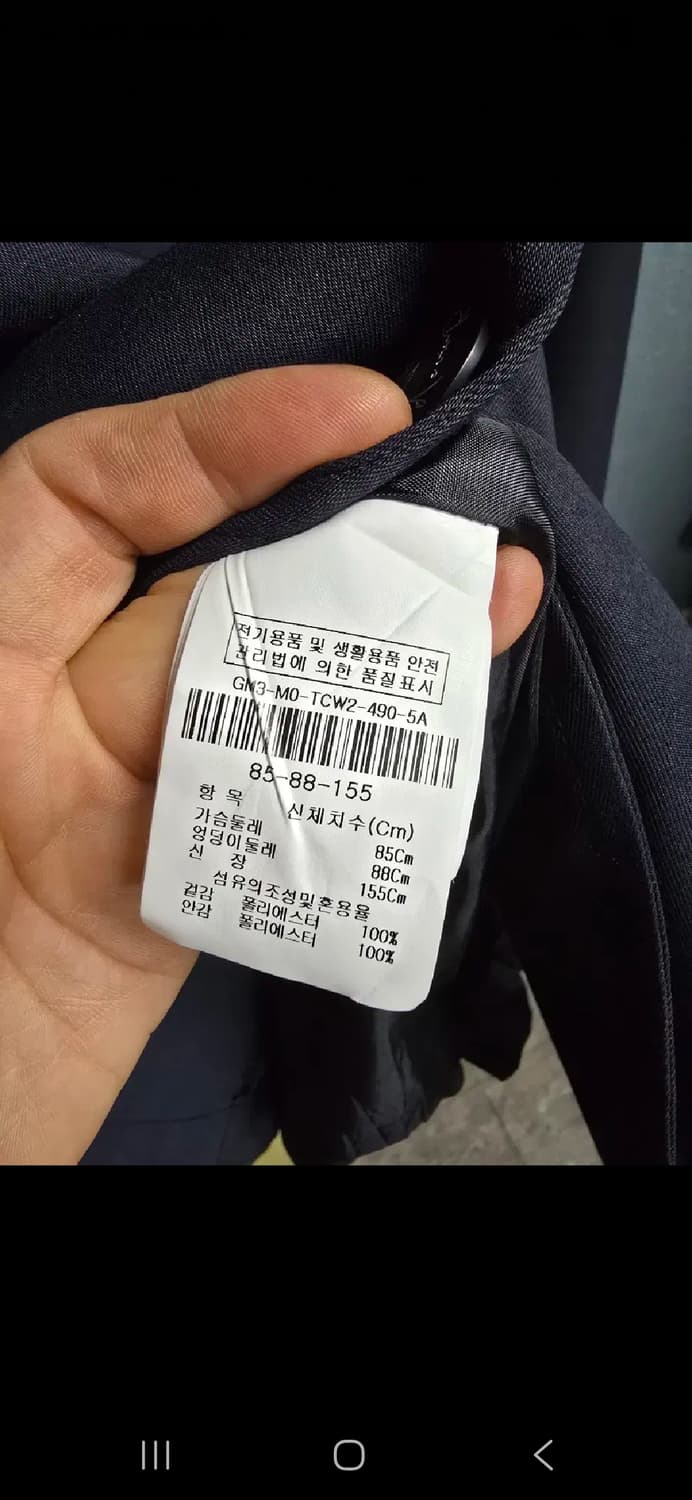 전기용품 및 생활용품 안전
관리법에 의한 품질표시
GM3-MO-TCW2-490-5A
85-88-155
항 목 신체치수(Cm)
가슴둘레 85Cm
엉덩이둘레 88Cm
신 장 155Cm
섬유의조성및혼용율
겉감 폴리에스터 100%
안감 폴리에스터 100%